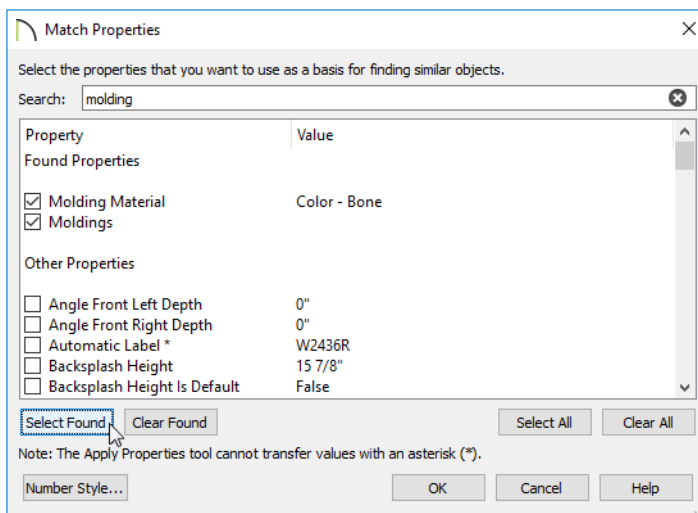 Match Properties
Select the properties that you want to use as a basis for finding similar objects.
Search: molding
Property Value
Found Properties
Molding Material Color - Bone
Moldings
Other Properties
Angle Front Left Depth 0"
Angle Front Right Depth 0"
Automatic Label * W2436R
Backsplash Height 15 7/8"
Backsplash Height Is Default False
Select Found Clear Found Select All Clear All
Note: The Apply Properties tool cannot transfer values with an asterisk (*).
Number Style... OK Cancel Help